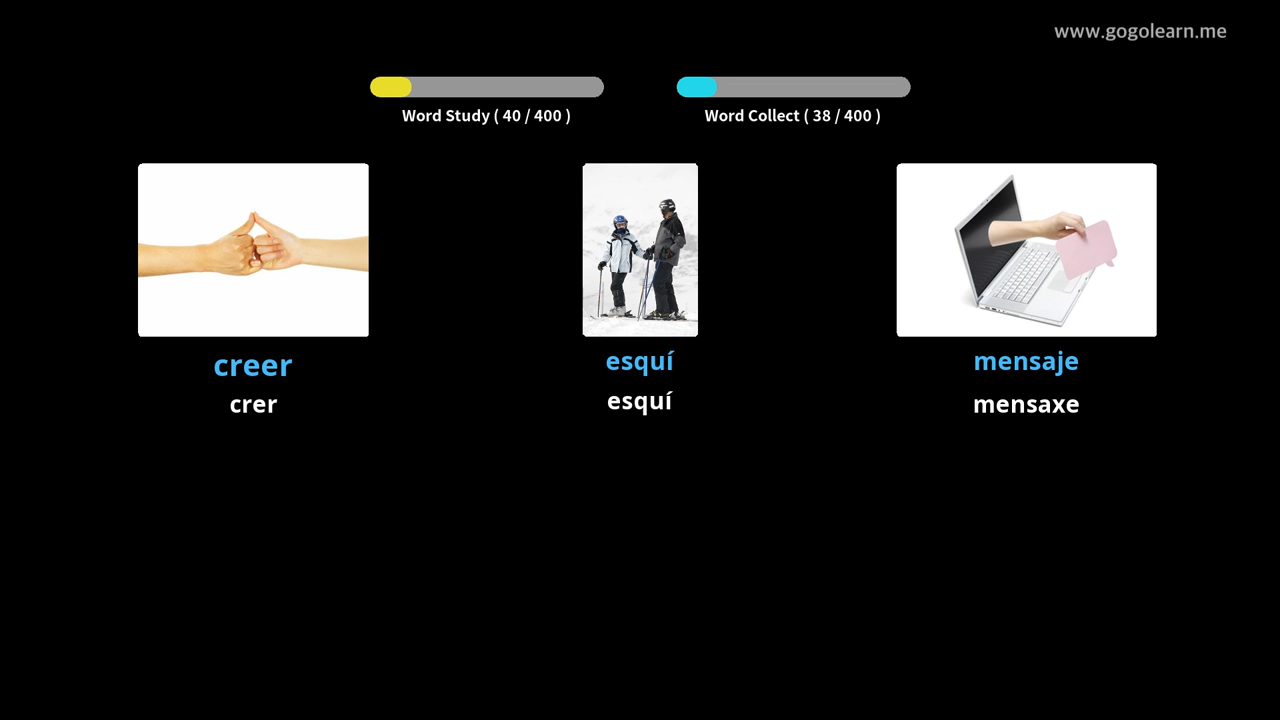 www.gogolearn.me
Word Study ( 40 / 400 )
Word Collect ( 38 / 400 )
creer
crer
esquí
esquí
mensaje
mensaxe